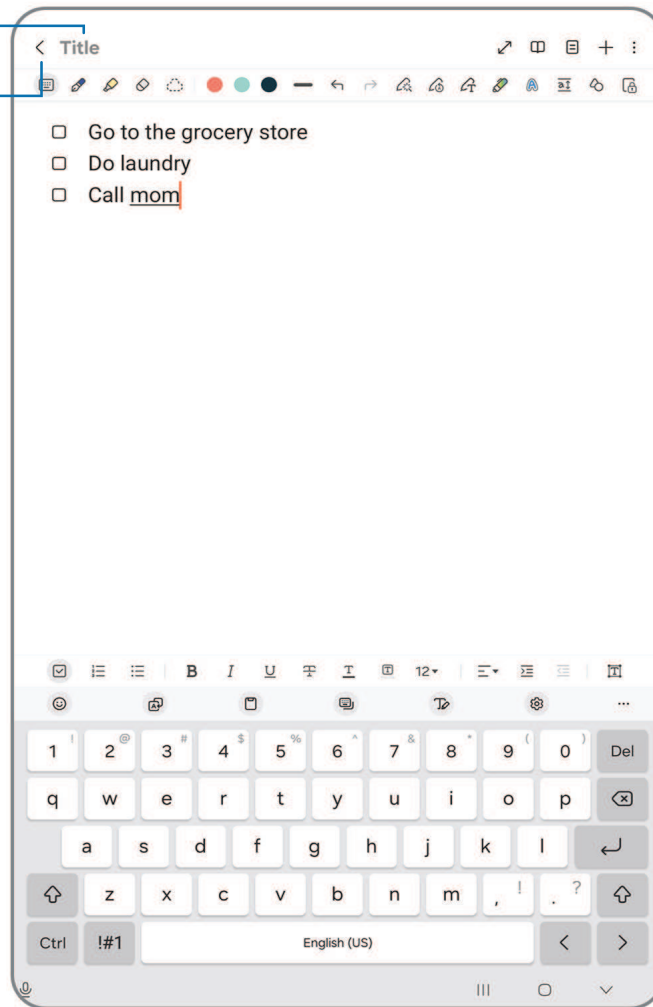 Title
Go to the grocery store
Do laundry
Call mom
B I U T T T 12
1 ! 2 @ 3 # 4 $ 5 % 6 ^ 7 & 8 * 9 ( 0 ) Del
q w e r t y u i o p
a s d f g h j k l
z x c v b n m , ! . ?
Ctrl !#1 English (US) < >